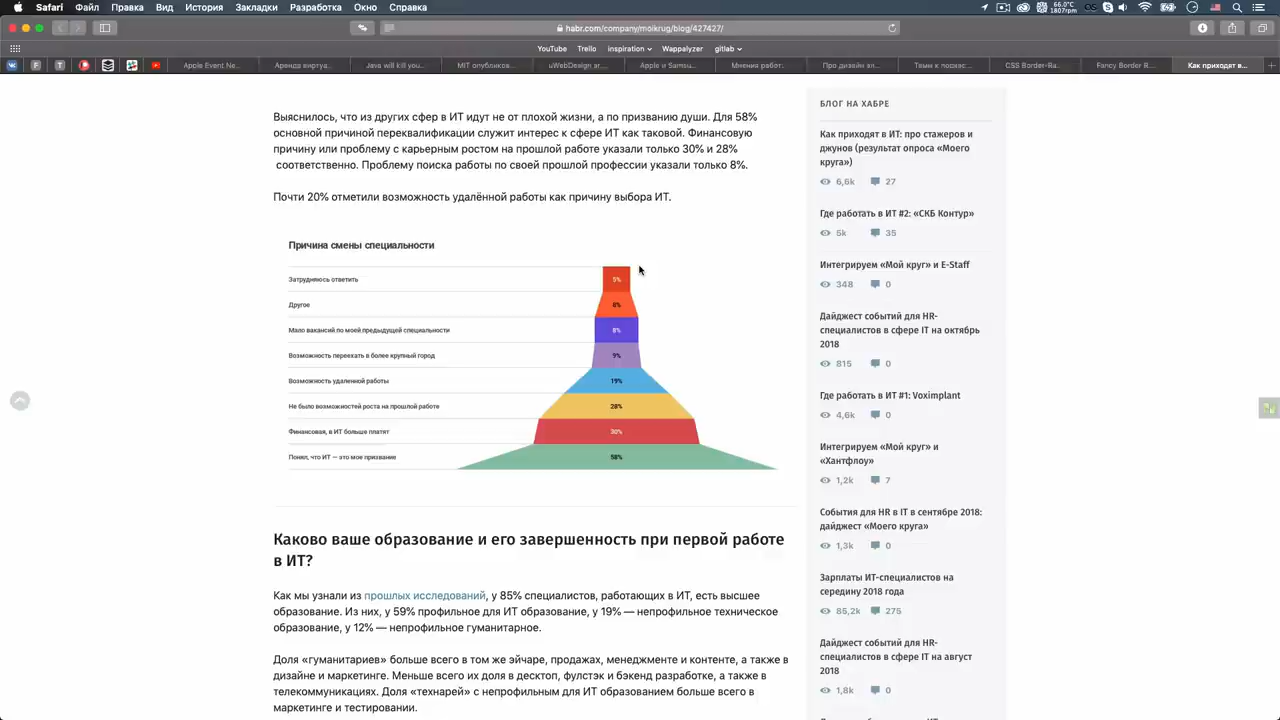 Safari Файл Правка Вид История Закладки Разработка Окно Справка
66.0°C
1807rpm
habr.com/company/moikrug/blog/427427/
YouTube Trello inspiration Wappalyzer gitlab
Apple Event.Ne... Аренда виртуа... Java will kill you... MIT опубликов... uWebDesign ar... Apple и Samsu... Мнения работ... Про дизайн эл... Темы к послес... CSS Border-Ra... Fancy Border R... Как приходят в...
Выяснилось, что из других сфер в ИТ идут не от плохой жизни, а по призванию души. Для 58%
основной причиной переквалификации служит интерес к сфере ИТ как таковой. Финансовую
причину или проблему с карьерным ростом на прошлой работе указали только 30% и 28%
соответственно. Проблему поиска работы по своей прошлой профессии указали только 8%.
Почти 20% отметили возможность удалённой работы как причину выбора ИТ.
Причина смены специальности
Затрудняюсь ответить 5%
Другое 8%
Мало вакансий по моей предыдущей специальности 8%
Возможность переехать в более крупный город 9%
Возможность удаленной работы 19%
Не было возможностей роста на прошлой работе 28%
Финансовая, в ИТ больше платят 30%
Понял, что ИТ — это мое призвание 58%
Каково ваше образование и его завершенность при первой работе
в ИТ?
Как мы узнали из прошлых исследований, у 85% специалистов, работающих в ИТ, есть высшее
образование. Из них, у 59% профильное для ИТ образование, у 19% — непрофильное техническое
образование, у 12% — непрофильное гуманитарное.
Доля «гуманитариев» больше всего в том же эйчаре, продажах, менеджменте и контенте, а также в
дизайне и маркетинге. Меньше всего их доля в десктоп, фулстэк и бэкенд разработке, а также в
телекоммуникациях. Доля «технарей» с непрофильным для ИТ образованием больше всего в
маркетинге и тестировании.
БЛОГ НА ХАБРЕ
Как приходят в ИТ: про стажеров и
джунов (результат опроса «Моего
круга»)
6,6k 27
Где работать в ИТ #2: «СКБ Контур»
5k 35
Интегрируем «Мой круг» и E-Staff
348 0
Дайджест событий для HR-
специалистов в сфере IT на октябрь
2018
815 0
Где работать в ИТ #1: Voximplant
4,6k 0
Интегрируем «Мой круг» и
«Хантфлоу»
1,2k 7
События для HR в IT в сентябре 2018:
дайджест «Моего круга»
1,3k 0
Зарплаты ИТ-специалистов на
середину 2018 года
85,2k 275
Дайджест событий для HR-
специалистов в сфере IT на август
2018
1,8k 0